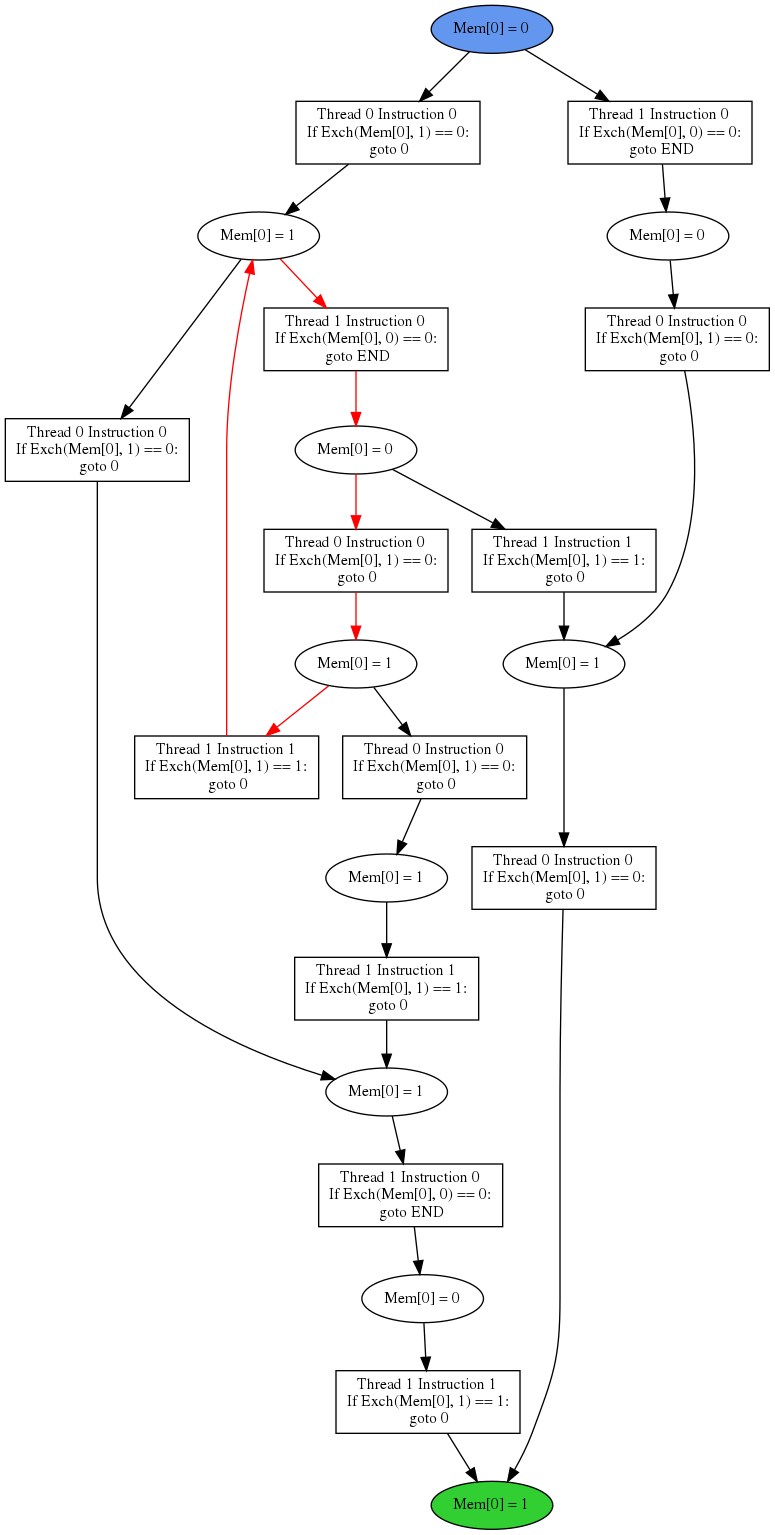 Mem[0] = 0
Thread 0 Instruction 0
If Exch(Mem[0], 1) == 0:
goto 0
Thread 1 Instruction 0
If Exch(Mem[0], 0) == 0:
goto END
Mem[0] = 1
Mem[0] = 0
Thread 1 Instruction 0
If Exch(Mem[0], 0) == 0:
goto END
Thread 0 Instruction 0
If Exch(Mem[0], 1) == 0:
goto 0
Thread 0 Instruction 0
If Exch(Mem[0], 1) == 0:
goto 0
Mem[0] = 0
Thread 0 Instruction 0
If Exch(Mem[0], 1) == 0:
goto 0
Thread 1 Instruction 1
If Exch(Mem[0], 1) == 1:
goto 0
Mem[0] = 1
Mem[0] = 1
Thread 1 Instruction 1
If Exch(Mem[0], 1) == 1:
goto 0
Thread 0 Instruction 0
If Exch(Mem[0], 1) == 0:
goto 0
Mem[0] = 1
Thread 0 Instruction 0
If Exch(Mem[0], 1) == 0:
goto 0
Thread 1 Instruction 1
If Exch(Mem[0], 1) == 1:
goto 0
Mem[0] = 1
Thread 1 Instruction 0
If Exch(Mem[0], 0) == 0:
goto END
Mem[0] = 0
Thread 1 Instruction 1
If Exch(Mem[0], 1) == 1:
goto 0
Mem[0] = 1